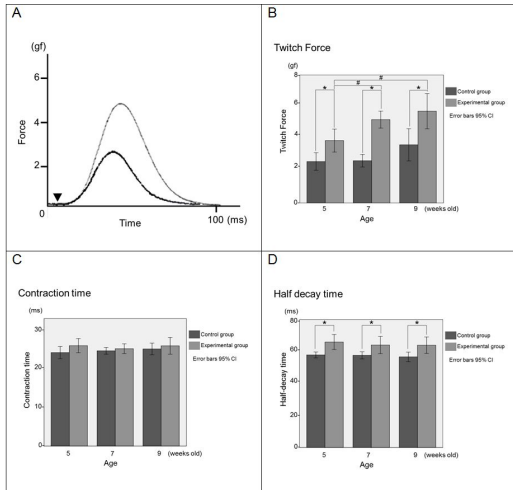 A
(gf)
6
4
2
0
Force
Time
100 (ms)
B
Twitch Force
(gf)
8
6
4
2
0
Twitch Force
* # * # *
Control group
Experimental group
Error bars 95% CI
5 7 9 (weeks old)
Age
C
Contraction time
(ms)
30
20
10
0
Contraction time
Control group
Experimental group
Error bars 95% CI
5 7 9 (weeks old)
Age
D
Half decay time
(ms)
80
60
40
20
0
Half-decay time
* * *
Control group
Experimental group
Error bars 95% CI
5 7 9 (weeks old)
Age